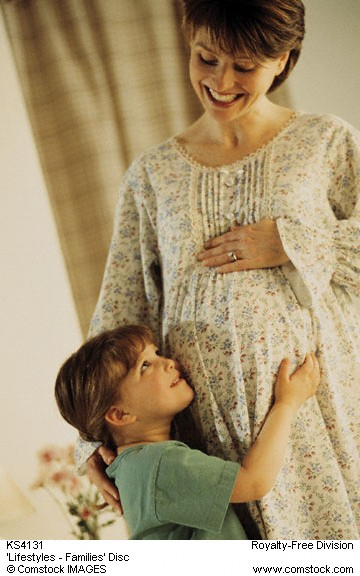 KS4131 Royalty-Free Division
'Lifestyles - Families' Disc
© Comstock IMAGES www.comstock.com